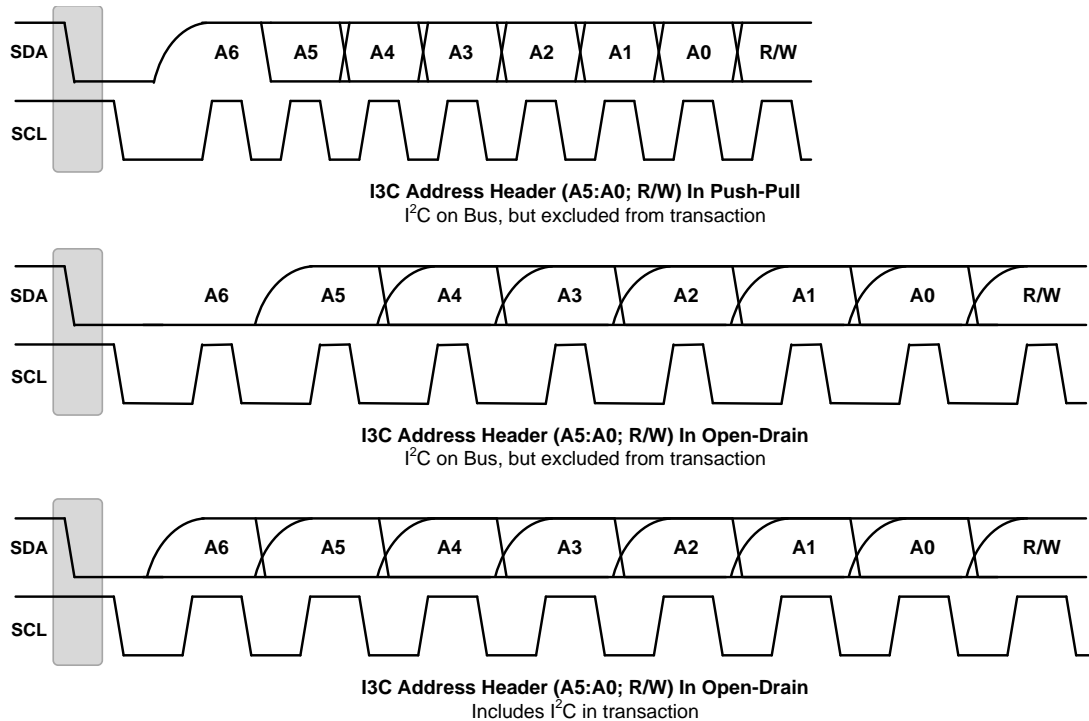 SDA A6 A5 A4 A3 A2 A1 A0 R/W
SCL
I3C Address Header (A5:A0; R/W) In Push-Pull
I²C on Bus, but excluded from transaction
SDA A6 A5 A4 A3 A2 A1 A0 R/W
SCL
I3C Address Header (A5:A0; R/W) In Open-Drain
I²C on Bus, but excluded from transaction
SDA A6 A5 A4 A3 A2 A1 A0 R/W
SCL
I3C Address Header (A5:A0; R/W) In Open-Drain
Includes I²C in transaction